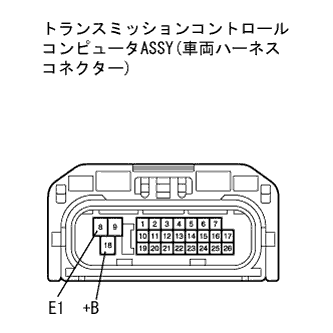 トランスミッションコントロール
コンピュータASSY(車両ハーネス
コネクター)
8 9 1 2 3 4 5 6 7
18 10 11 12 13 14 15 16 17
19 20 21 22 23 24 25 26
E1 +B